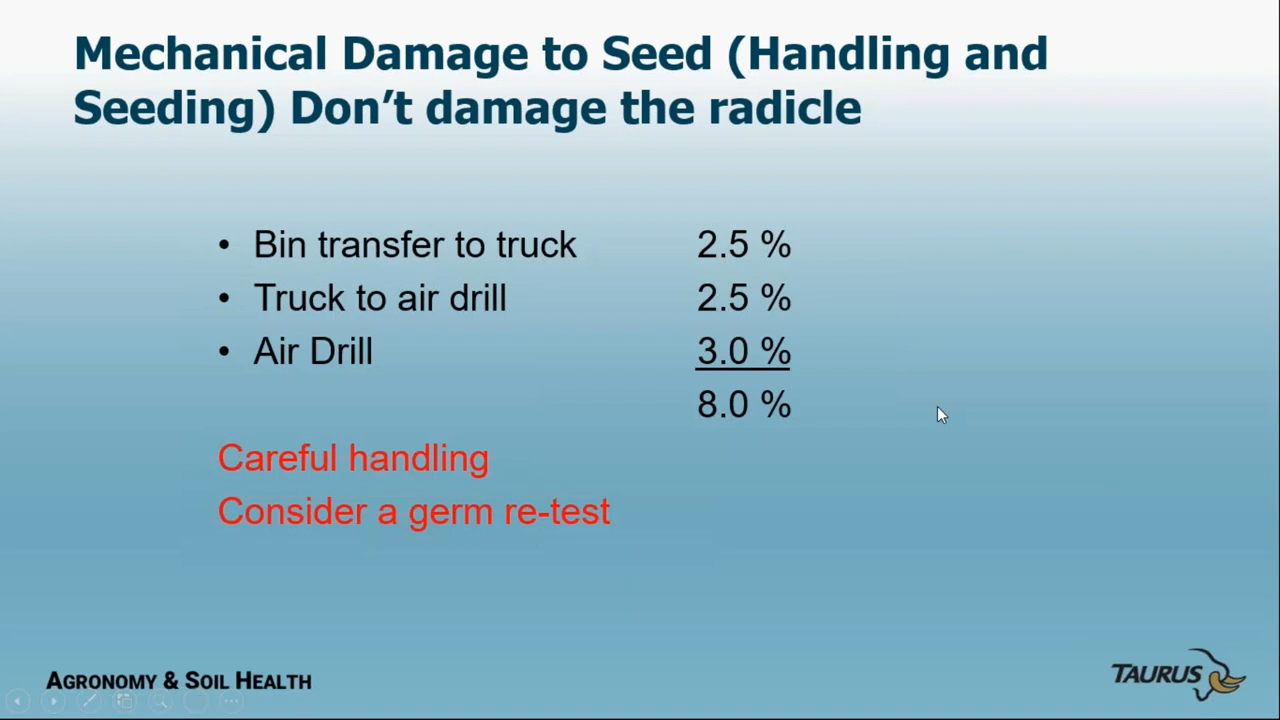 Mechanical Damage to Seed (Handling and
Seeding) Don’t damage the radicle
• Bin transfer to truck 2.5 %
• Truck to air drill 2.5 %
• Air Drill 3.0 %
8.0 %
Careful handling
Consider a germ re-test
AGRONOMY & SOIL HEALTH
TAURUS